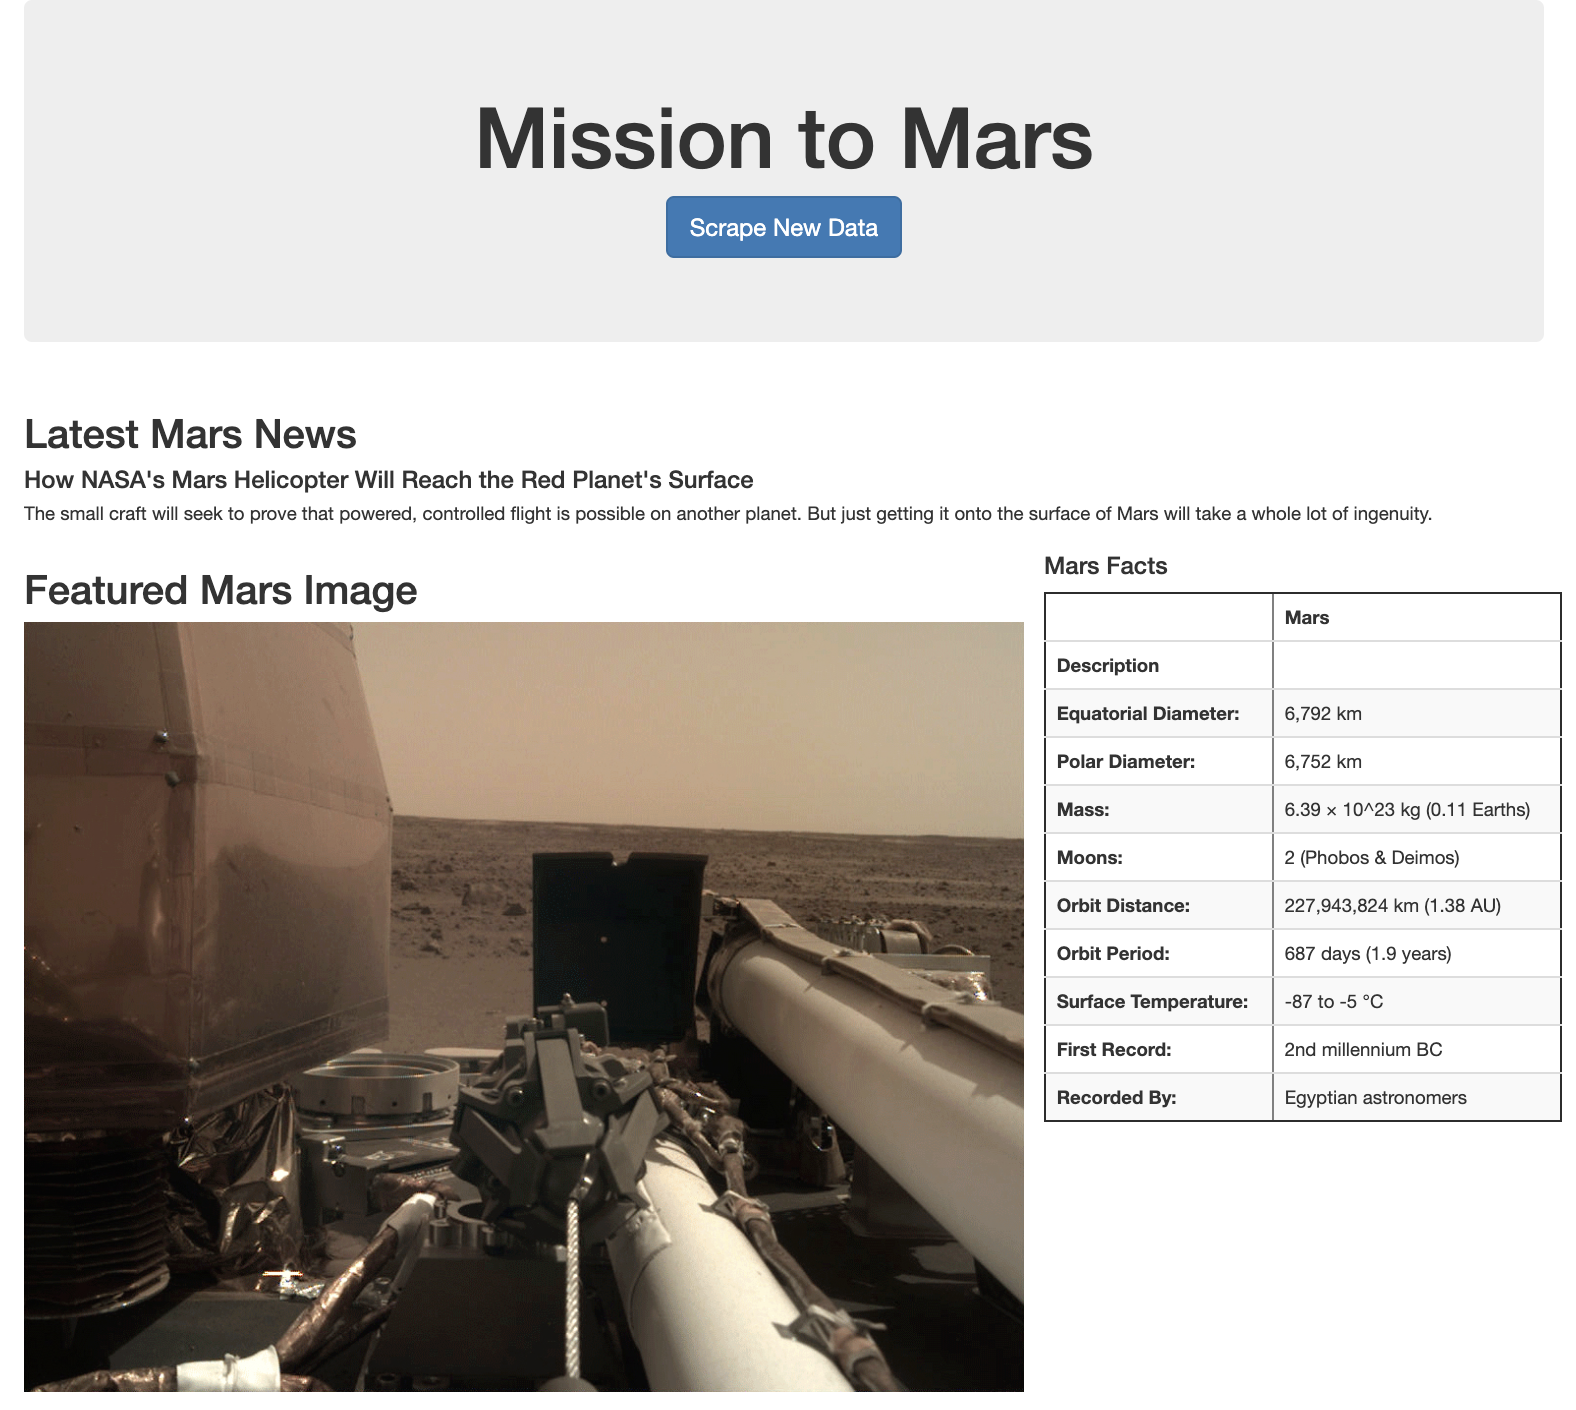 Mission to Mars
Scrape New Data
Latest Mars News
How NASA's Mars Helicopter Will Reach the Red Planet's Surface
The small craft will seek to prove that powered, controlled flight is possible on another planet. But just getting it onto the surface of Mars will take a whole lot of ingenuity.
Featured Mars Image
Mars Facts
Mars
Description
Equatorial Diameter: 6,792 km
Polar Diameter: 6,752 km
Mass: 6.39 × 10^23 kg (0.11 Earths)
Moons: 2 (Phobos & Deimos)
Orbit Distance: 227,943,824 km (1.38 AU)
Orbit Period: 687 days (1.9 years)
Surface Temperature: -87 to -5 °C
First Record: 2nd millennium BC
Recorded By: Egyptian astronomers